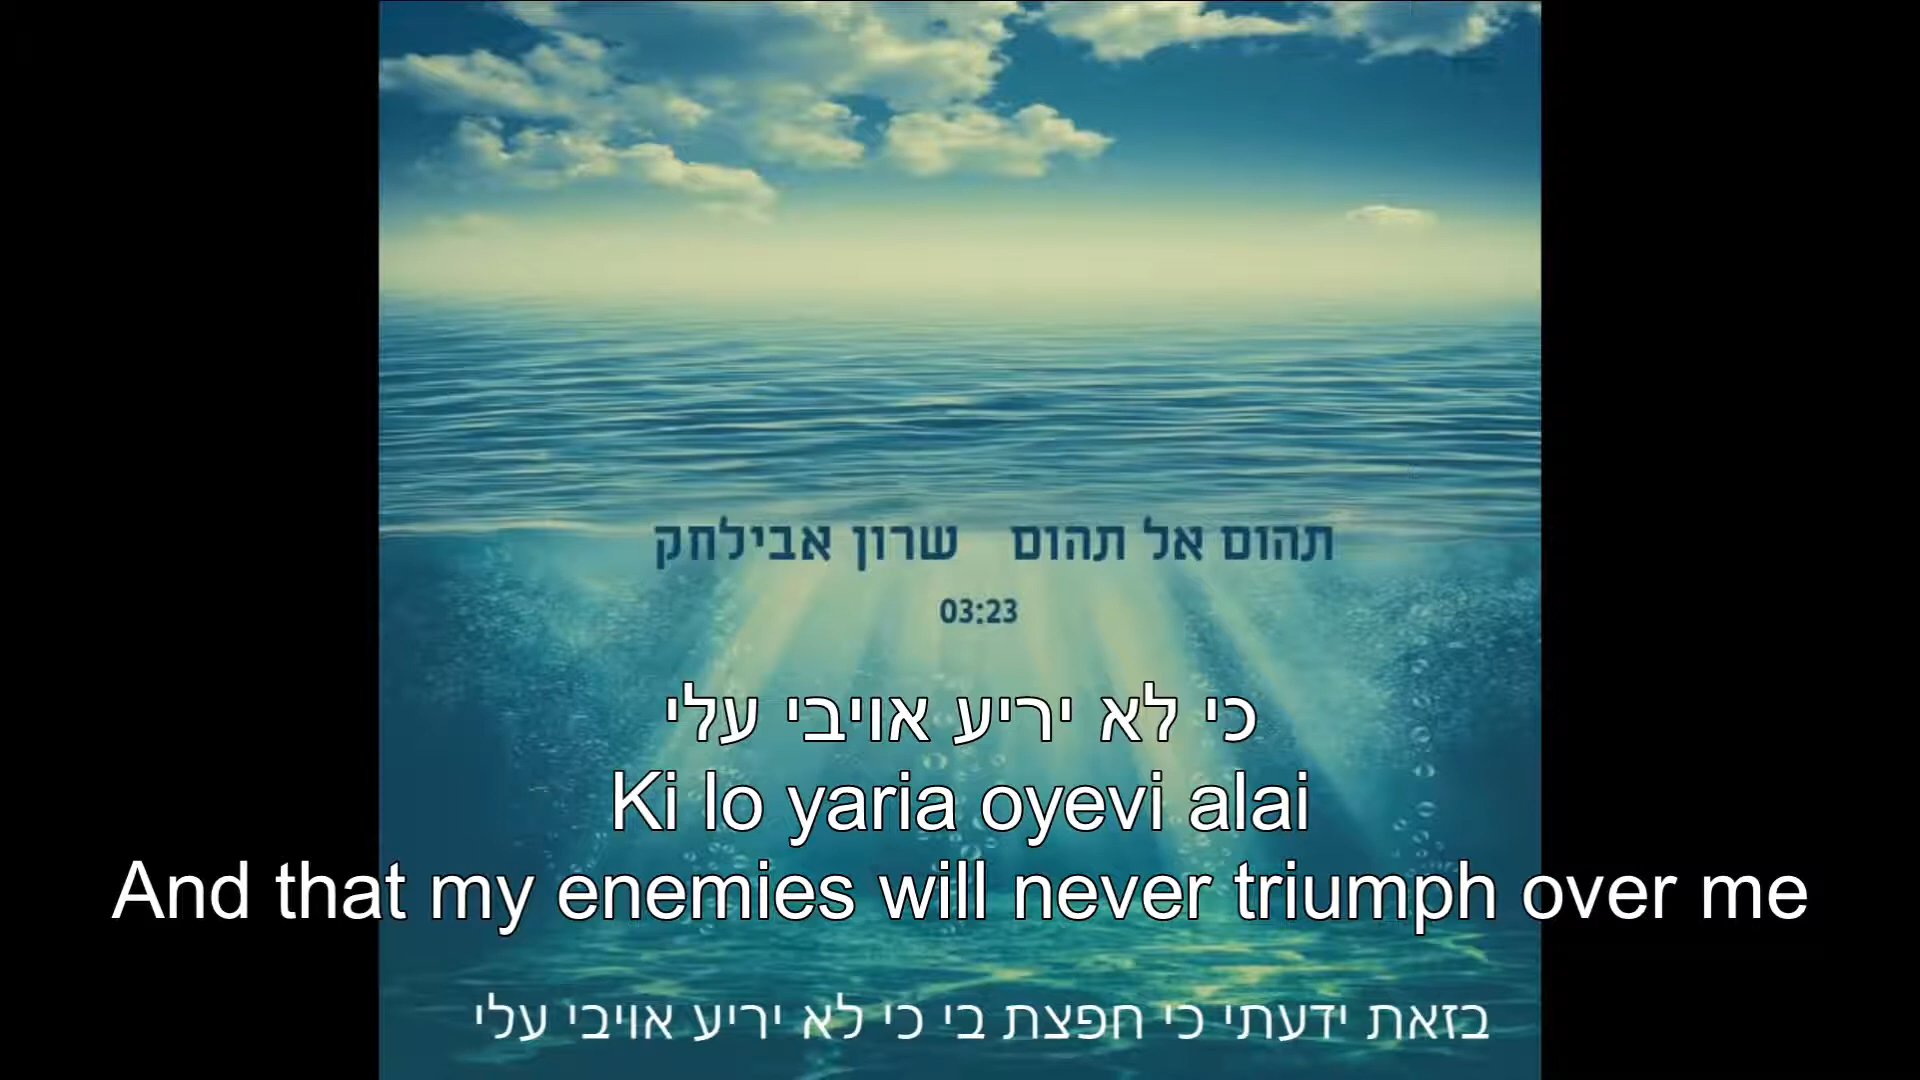 תהום אל תהום   שרון אבילחק
03:23
כי לא יריע אויבי עלי
Ki lo yaria oyevi alai
And that my enemies will never triumph over me
בזאת ידעתי כי חפצת בי כי לא יריע אויבי עלי